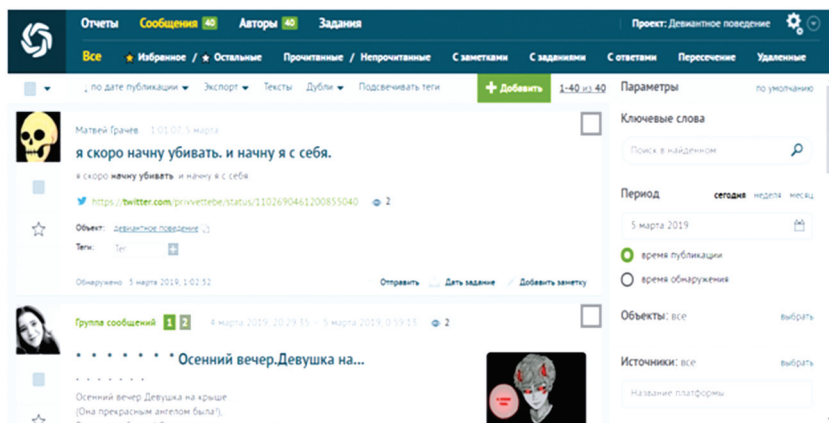 Отчеты Сообщения 40 Авторы 40 Задания
Проект: Девиантное поведение
Все Избранное / Остальные Прочитанные / Непрочитанные С заметками С заданиями С ответами Пересечение Удаленные
по дате публикации Экспорт Тексты Дубли Подсвечивать теги
+ Добавить 1-40 из 40
Матвей Грачев 1:01:07, 5 марта
я скоро начну убивать. и начну я с себя.
я скоро начну убивать и начну я с себя
https://twitter.com/privvettebe/status/1102690461200855040 2
Объект: девиантное поведение
Теги: Тег +
Обнаружено 5 марта 2019, 1:02:52 Отправить Дать задание Добавить заметку
Группа сообщений 1 2 4 марта 2019, 20:29:35 - 5 марта 2019, 0:59:13 2
Осенний вечер.Девушка на...
Осенний вечер Девушка на крыше
(Она прекрасным ангелом была!),
Параметры по умолчанию
Ключевые слова
Поиск в найденном
Период сегодня неделя месяц
5 марта 2019
время публикации
время обнаружения
Объекты: все выбрать
Источники: все выбрать
Название платформы